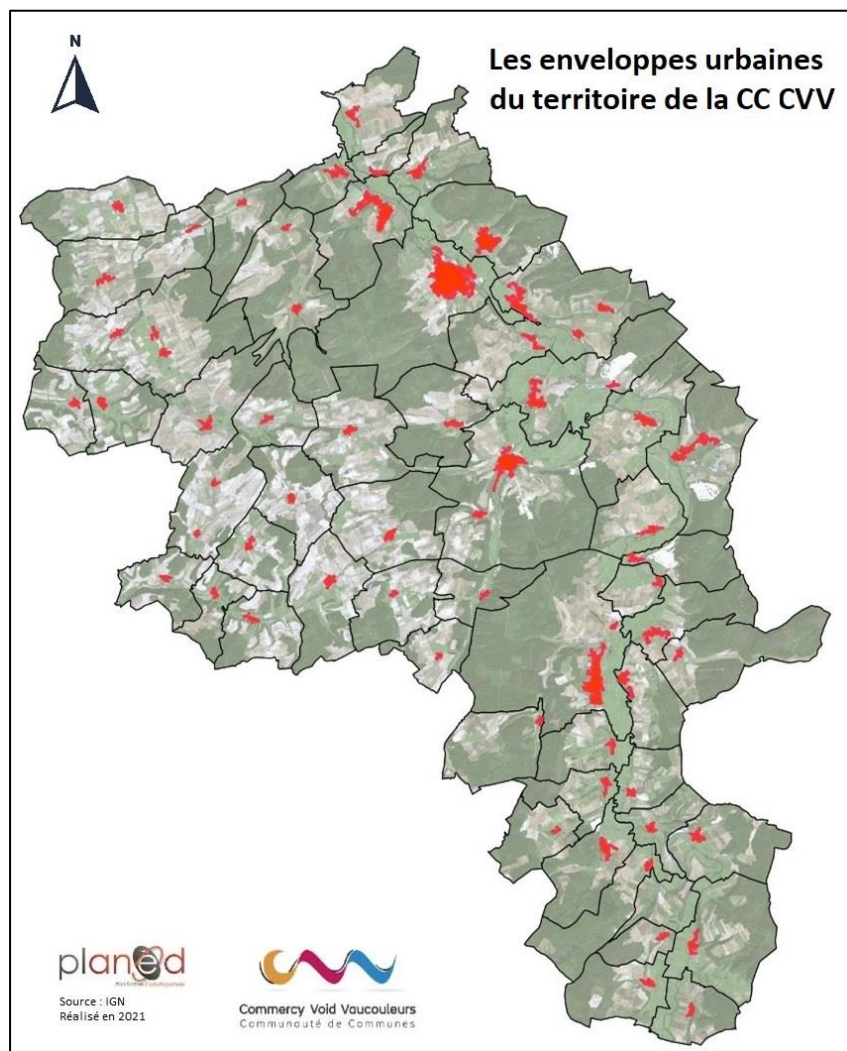 N
Les enveloppes urbaines
du territoire de la CC CVV
planèd
Source : IGN
Réalisé en 2021
Commercy Void Vaucouleurs
Communauté de Communes